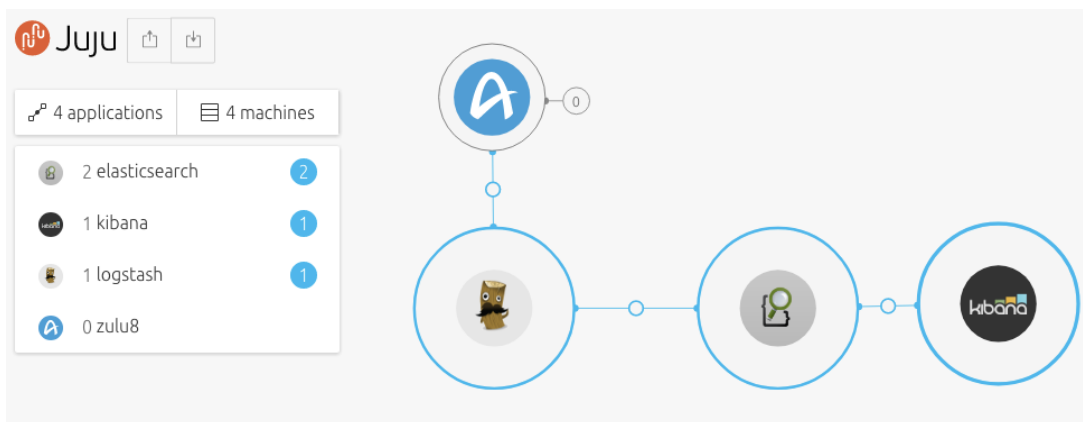 Juju
4 applications 4 machines
2 elasticsearch 2
1 kibana 1
1 logstash 1
0 zulu8
0
kibana